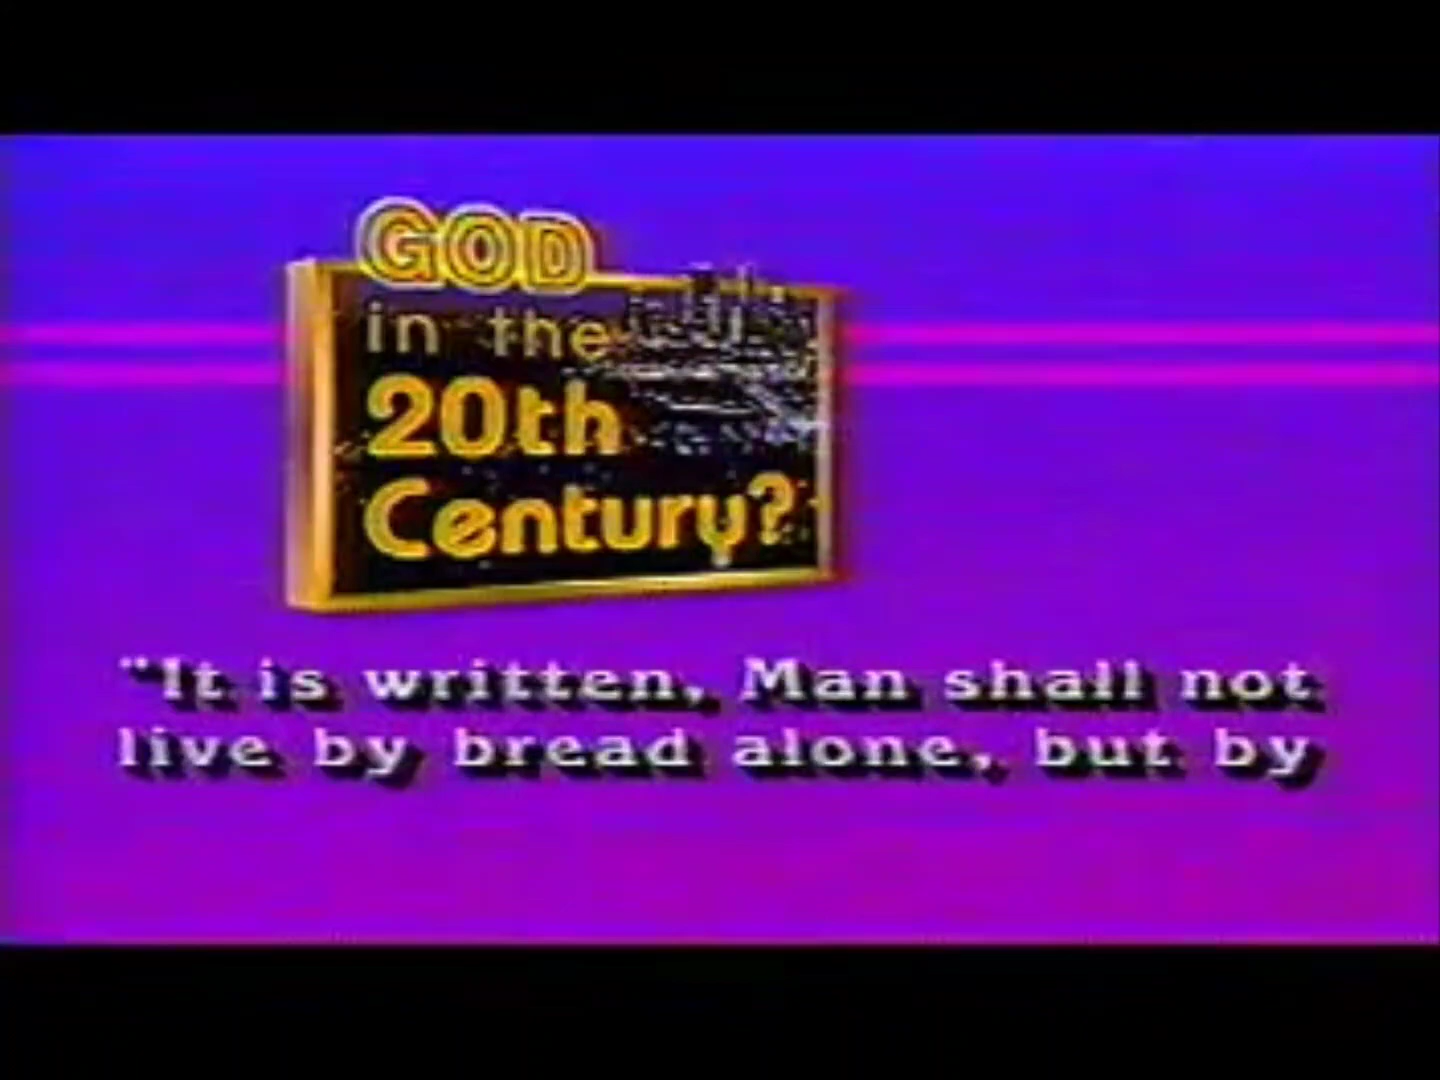 GOD
in the
20th
Century?
"It is written, Man shall not
live by bread alone, but by